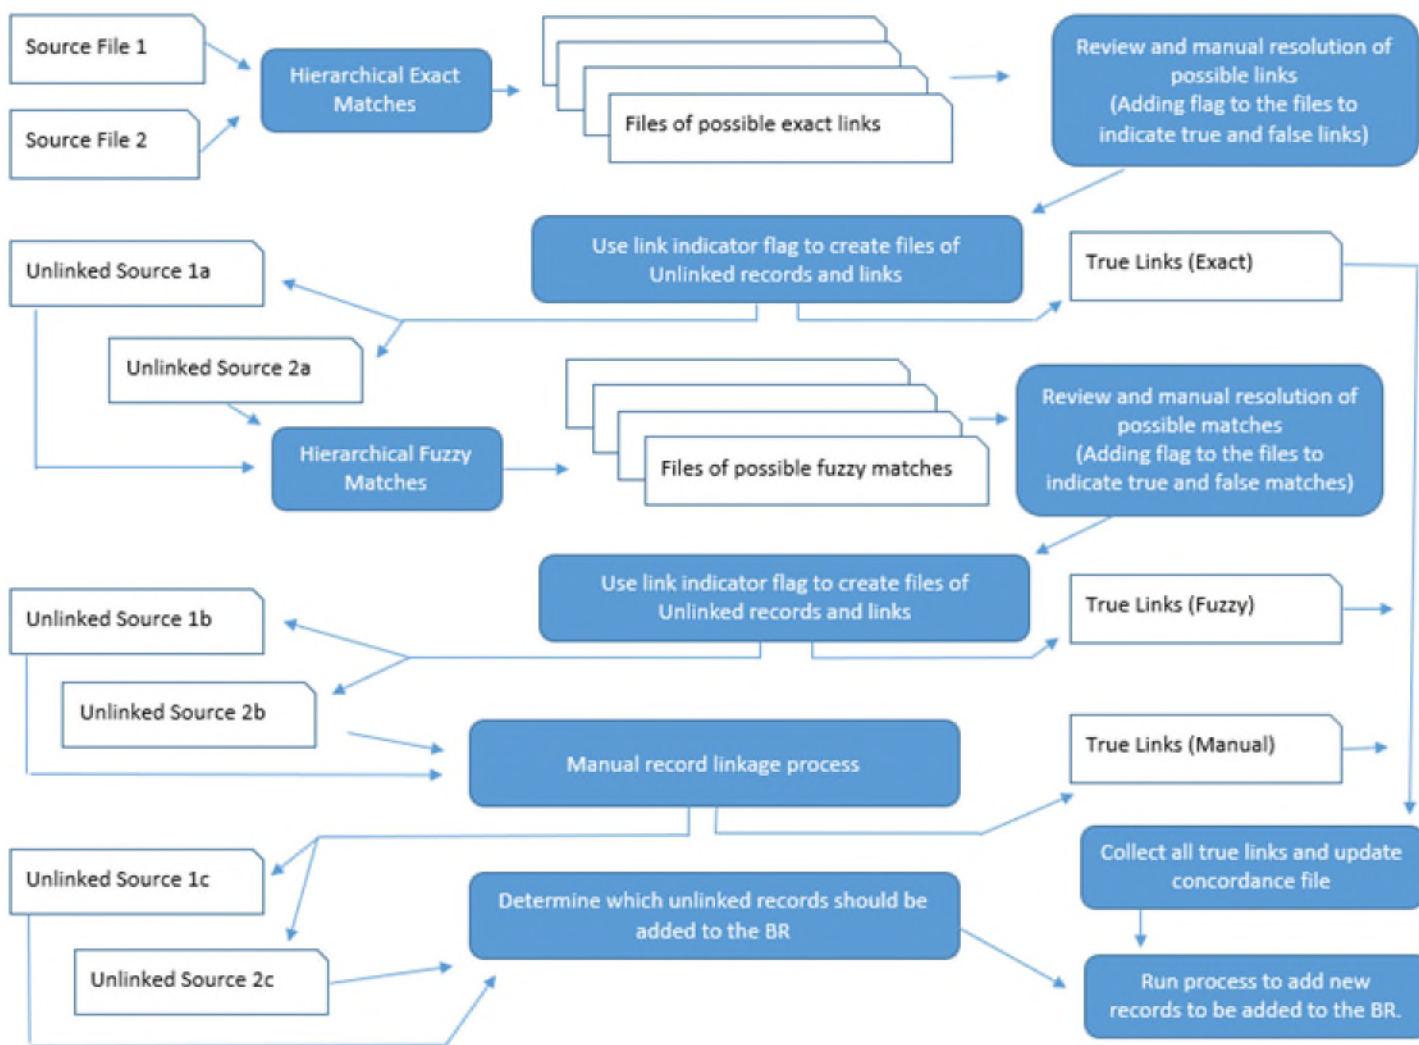 Source File 1
Source File 2
Hierarchical Exact
Matches
Files of possible exact links
Review and manual resolution of
possible links
(Adding flag to the files to
indicate true and false links)
Use link indicator flag to create files of
Unlinked records and links
True Links (Exact)
Unlinked Source 1a
Unlinked Source 2a
Hierarchical Fuzzy
Matches
Files of possible fuzzy matches
Review and manual resolution of
possible matches
(Adding flag to the files to
indicate true and false matches)
Use link indicator flag to create files of
Unlinked records and links
True Links (Fuzzy)
Unlinked Source 1b
Unlinked Source 2b
Manual record linkage process
True Links (Manual)
Unlinked Source 1c
Unlinked Source 2c
Determine which unlinked records should be
added to the BR
Collect all true links and update
concordance file
Run process to add new
records to be added to the BR.